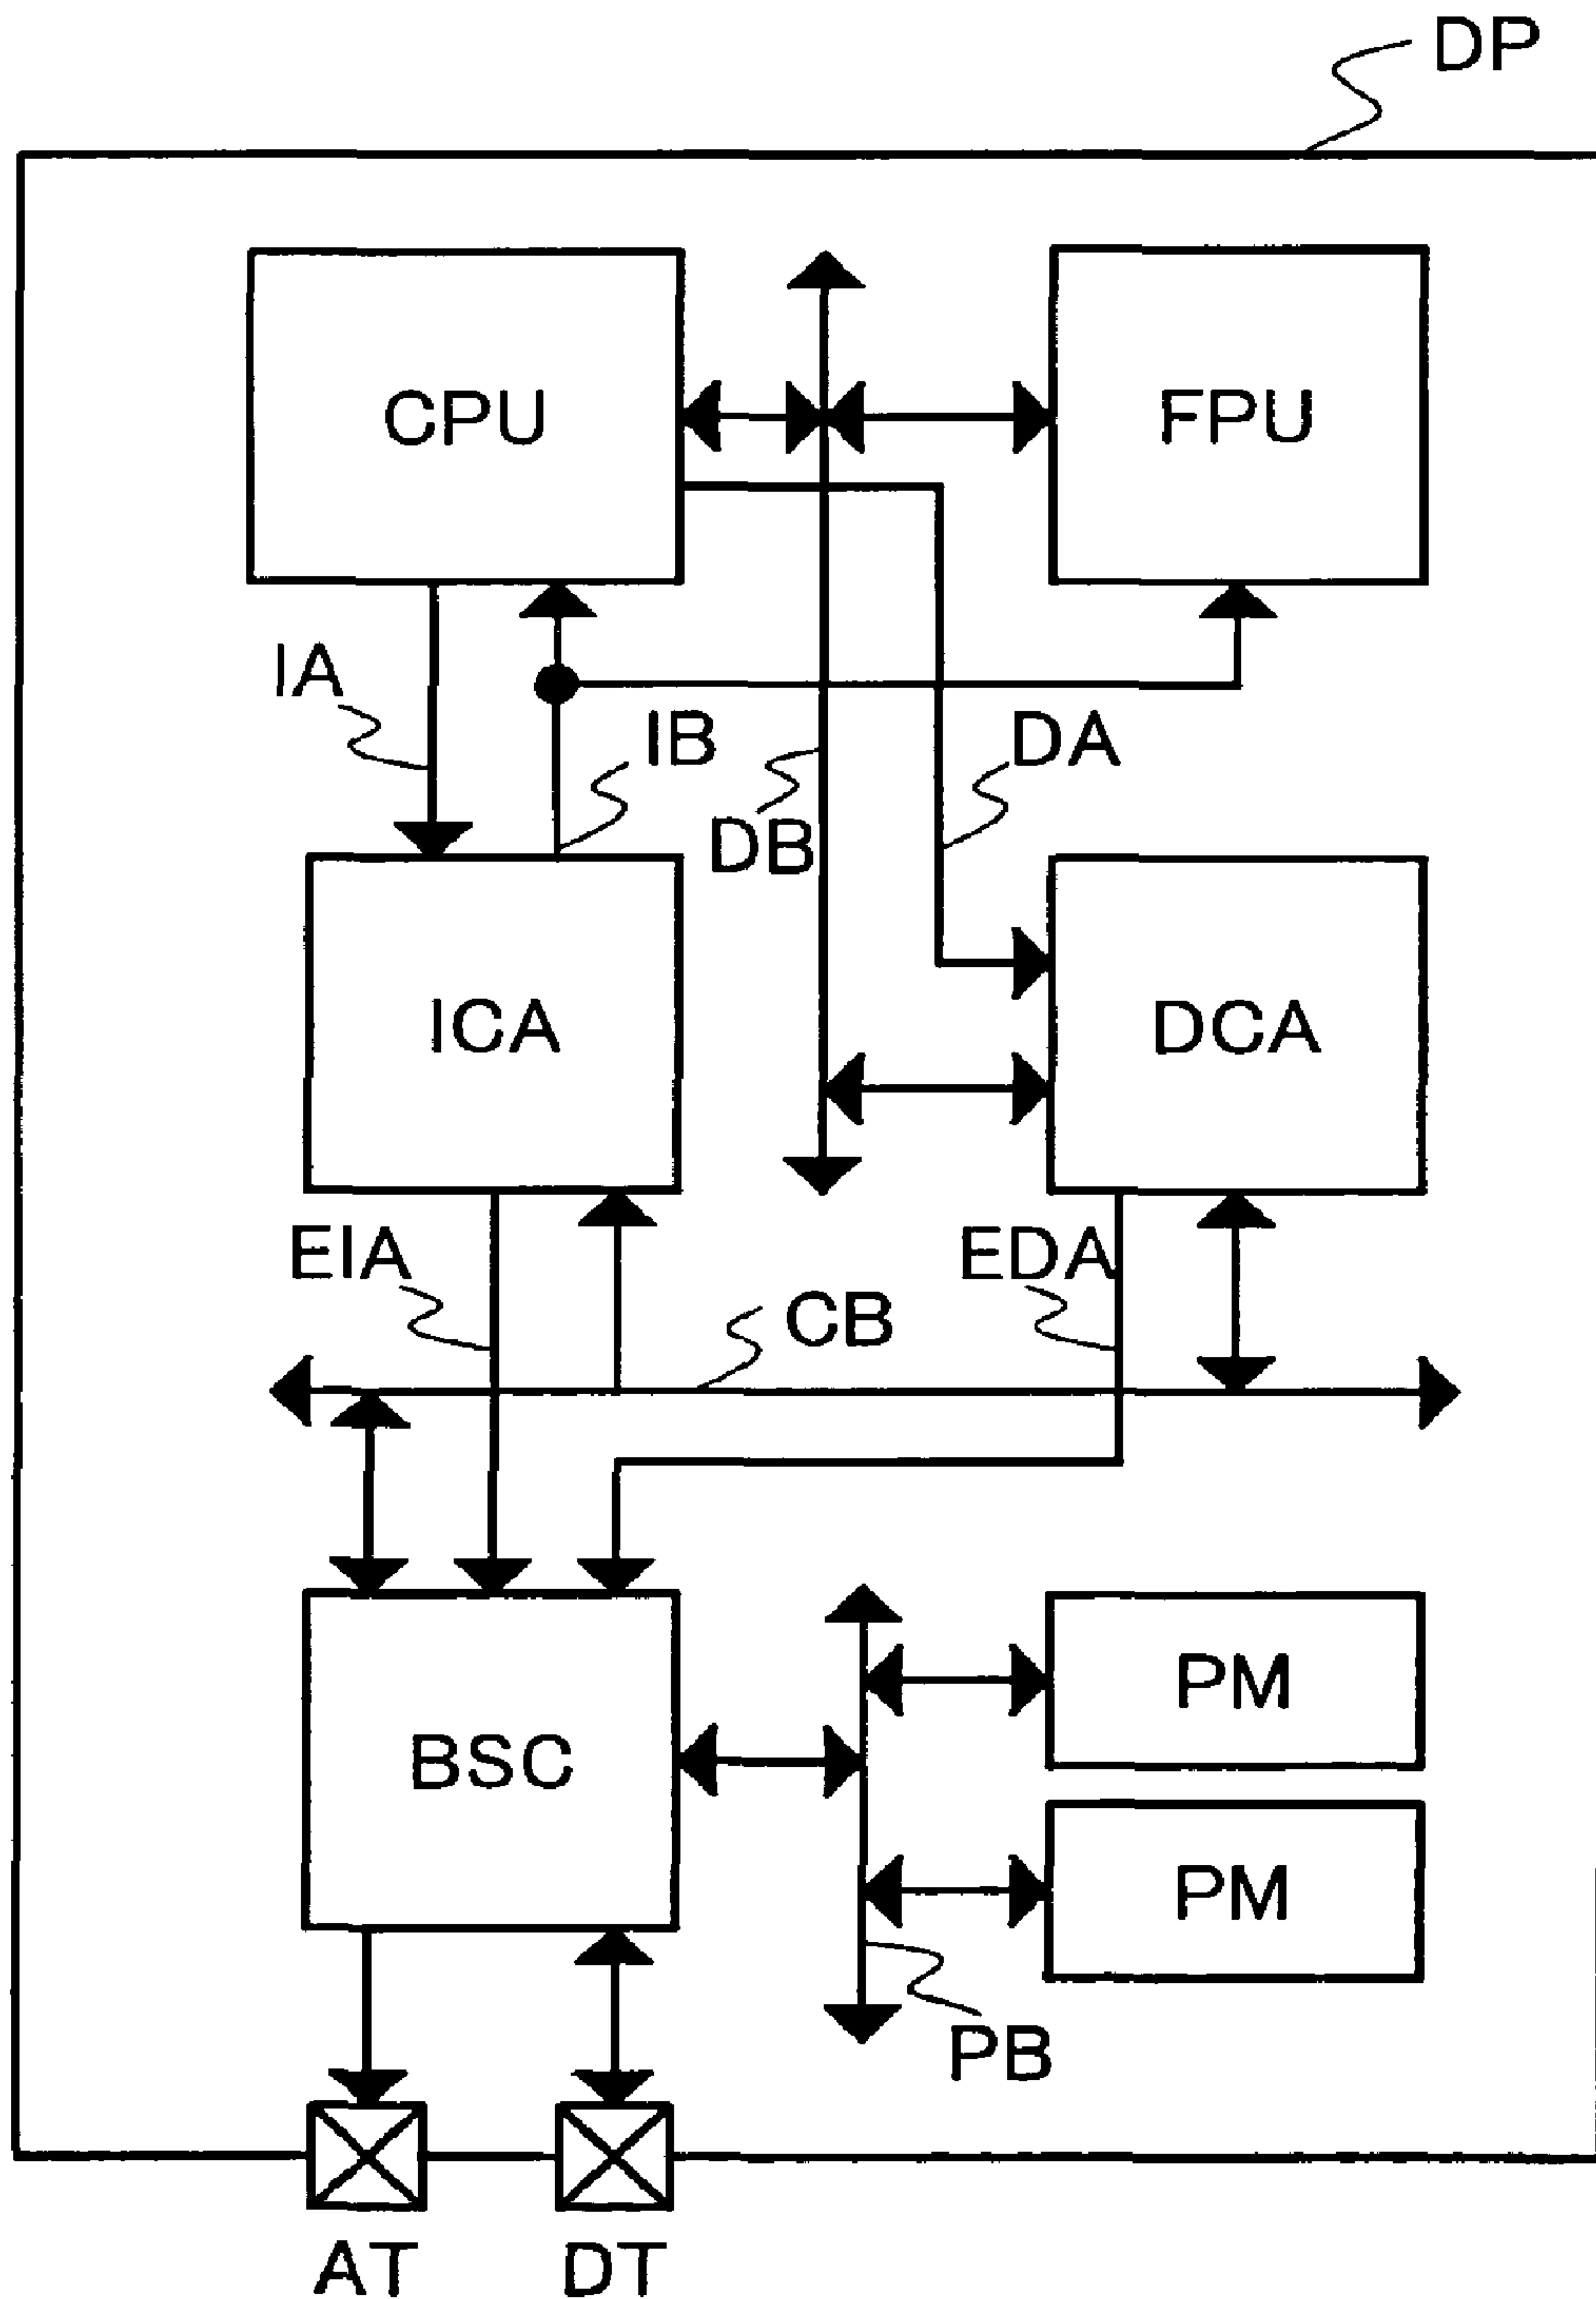 DP
CPU
FPU
IA
IB
DA
DB
ICA
DCA
EIA
EDA
CB
BSC
PM
PM
PB
AT
DT